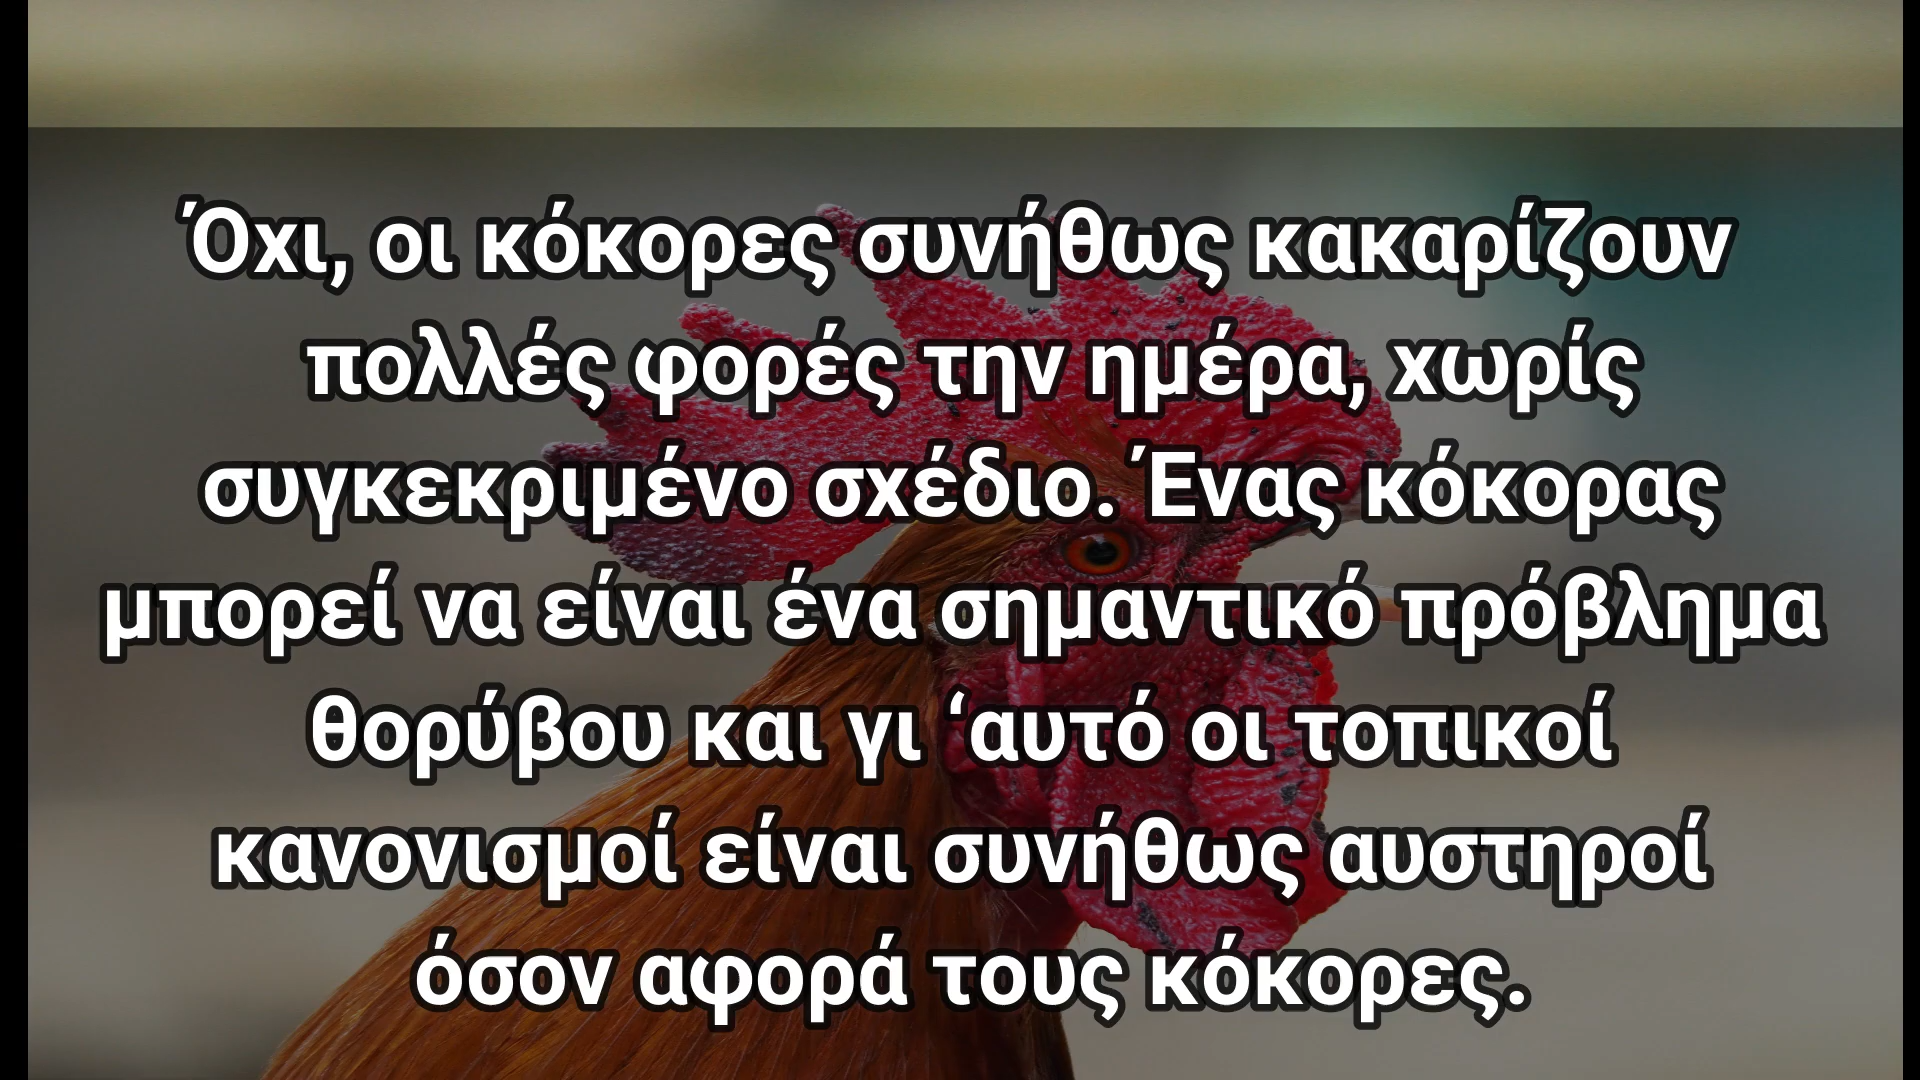 Όχι, οι κόκορες συνήθως κακαρίζουν
πολλές φορές την ημέρα, χωρίς
συγκεκριμένο σχέδιο. Ένας κόκορας
μπορεί να είναι ένα σημαντικό πρόβλημα
θορύβου και γι ‘αυτό οι τοπικοί
κανονισμοί είναι συνήθως αυστηροί
όσον αφορά τους κόκορες.